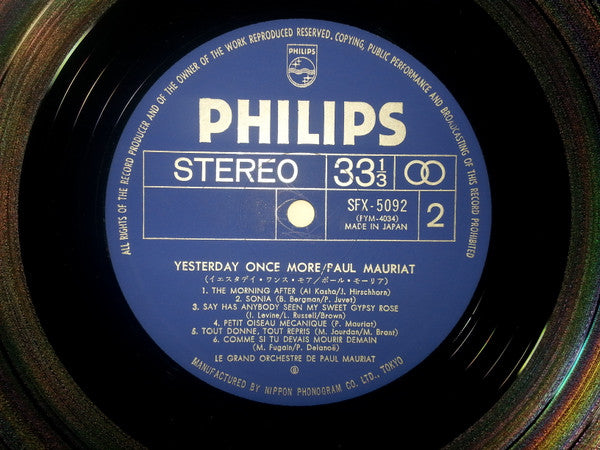 ALL RIGHTS OF THE RECORD PRODUCER AND OF THE OWNER OF THE WORK REPRODUCED RESERVED. COPYING, PUBLIC PERFORMANCE AND BROADCASTING OF THIS RECORD PROHIBITED
PHILIPS
PHILIPS
STEREO 33 1/3
SFX-5092
(FYM-4034)
MADE IN JAPAN
2
YESTERDAY ONCE MORE/PAUL MAURIAT
(イエスタデイ・ワンス・モア/ポール・モーリア)
1. THE MORNING AFTER (Al Kasha/J. Hirschhorn)
2. SONIA (B. Bergman/P. Juvet)
3. SAY HAS ANYBODY SEEN MY SWEET GYPSY ROSE
(I. Levine/L. Russell/Brown)
4. PETIT OISEAU MECANIQUE (P. Mauriat)
5. TOUT DONNE, TOUT REPRIS (M. Jourdan/M. Brant)
6. COMME SI TU DEVAIS MOURIR DEMAIN
(M. Fugain/P. Delanoë)
LE GRAND ORCHESTRE DE PAUL MAURIAT
MANUFACTURED BY NIPPON PHONOGRAM CO. LTD., TOKYO